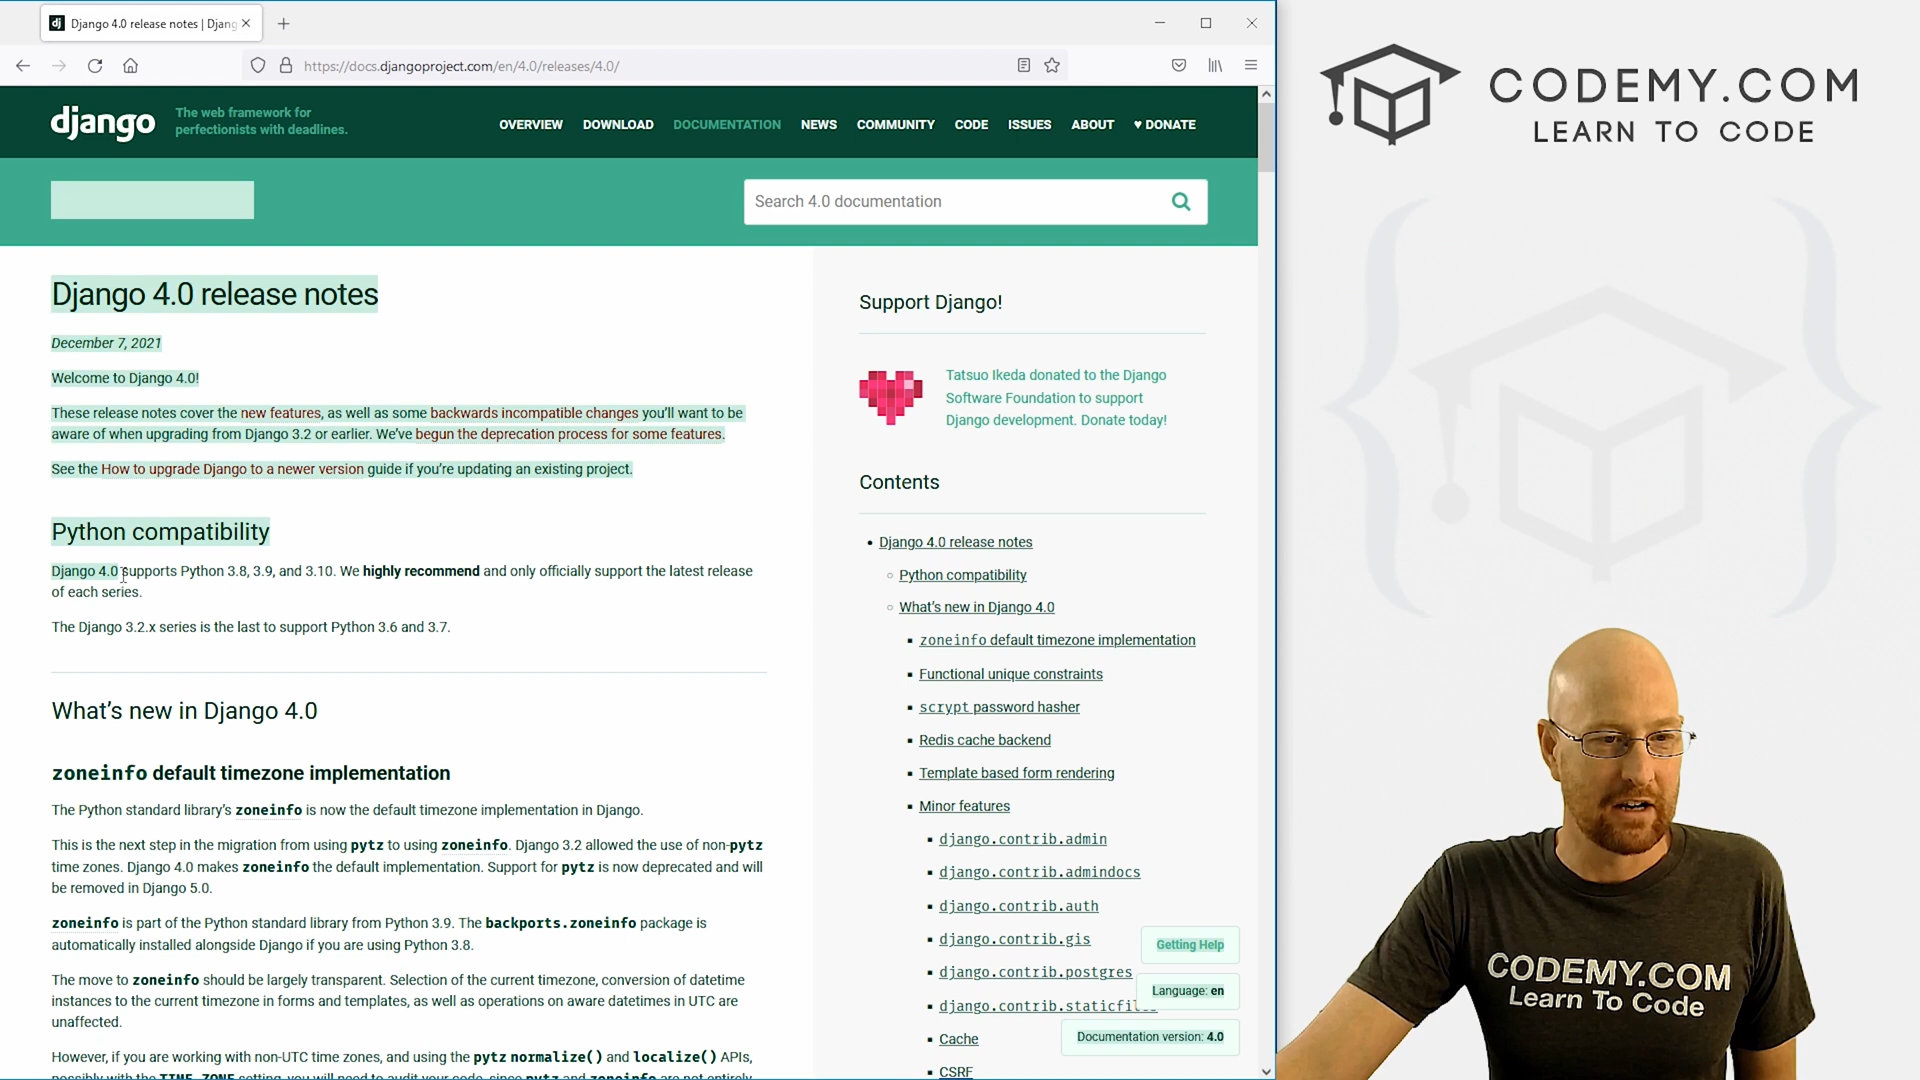 Django 4.0 release notes | Djang
https://docs.djangoproject.com/en/4.0/releases/4.0/
CODEMY.COM
LEARN TO CODE
django
The web framework for
perfectionists with deadlines.
OVERVIEW DOWNLOAD DOCUMENTATION NEWS COMMUNITY CODE ISSUES ABOUT ♥ DONATE
Search 4.0 documentation
Django 4.0 release notes
December 7, 2021
Welcome to Django 4.0!
These release notes cover the new features, as well as some backwards incompatible changes you’ll want to be
aware of when upgrading from Django 3.2 or earlier. We’ve begun the deprecation process for some features.
See the How to upgrade Django to a newer version guide if you’re updating an existing project.
Python compatibility
Django 4.0 supports Python 3.8, 3.9, and 3.10. We highly recommend and only officially support the latest release
of each series.
The Django 3.2.x series is the last to support Python 3.6 and 3.7.
What’s new in Django 4.0
zoneinfo default timezone implementation
The Python standard library’s zoneinfo is now the default timezone implementation in Django.
This is the next step in the migration from using pytz to using zoneinfo. Django 3.2 allowed the use of non-pytz
time zones. Django 4.0 makes zoneinfo the default implementation. Support for pytz is now deprecated and will
be removed in Django 5.0.
zoneinfo is part of the Python standard library from Python 3.9. The backports.zoneinfo package is
automatically installed alongside Django if you are using Python 3.8.
The move to zoneinfo should be largely transparent. Selection of the current timezone, conversion of datetime
instances to the current timezone in forms and templates, as well as operations on aware datetimes in UTC are
unaffected.
However, if you are working with non-UTC time zones, and using the pytz normalize() and localize() APIs,
possibly with the TIME_ZONE setting, you will need to audit your code, since pytz and zoneinfo are not entirely
Support Django!
Tatsuo Ikeda donated to the Django
Software Foundation to support
Django development. Donate today!
Contents
Django 4.0 release notes
Python compatibility
What’s new in Django 4.0
zoneinfo default timezone implementation
Functional unique constraints
scrypt password hasher
Redis cache backend
Template based form rendering
Minor features
django.contrib.admin
django.contrib.admindocs
django.contrib.auth
django.contrib.gis
django.contrib.postgres
django.contrib.staticfil
Cache
CSRF
Getting Help
Language: en
Documentation version: 4.0
CODEMY.COM
Learn To Code